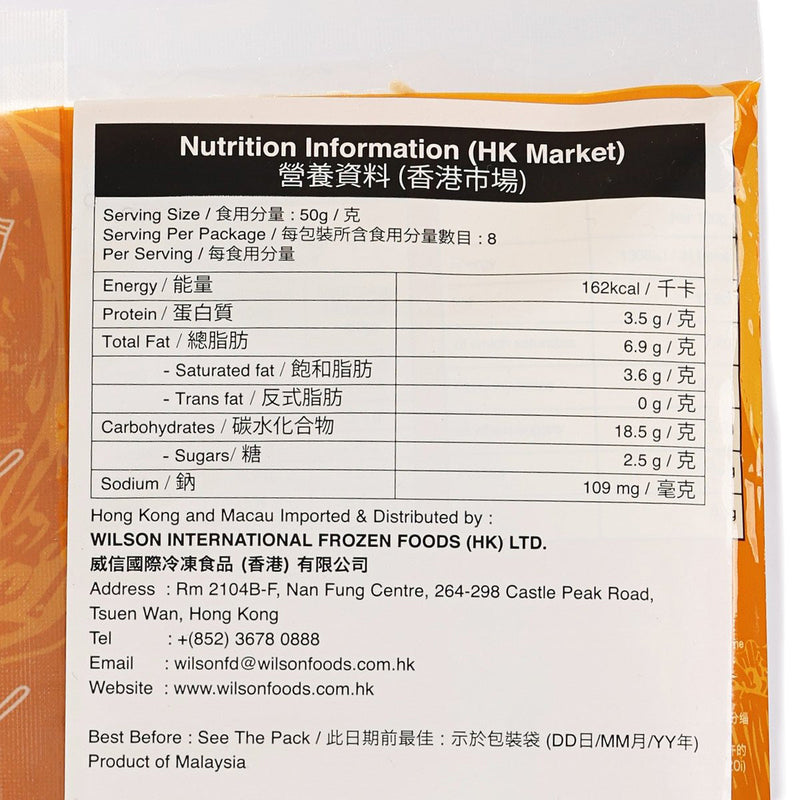 Nutrition Information (HK Market)
營養資料 (香港市場)
Serving Size / 食用分量 : 50g / 克
Serving Per Package / 每包裝所含食用分量數目 : 8
Per Serving / 每食用分量
Energy / 能量 162kcal / 千卡
Protein / 蛋白質 3.5 g / 克
Total Fat / 總脂肪 6.9 g / 克
- Saturated fat / 飽和脂肪 3.6 g / 克
- Trans fat / 反式脂肪 0 g / 克
Carbohydrates / 碳水化合物 18.5 g / 克
- Sugars/ 糖 2.5 g / 克
Sodium / 鈉 109 mg / 毫克
Hong Kong and Macau Imported & Distributed by :
WILSON INTERNATIONAL FROZEN FOODS (HK) LTD.
威信國際冷凍食品 (香港) 有限公司
Address : Rm 2104B-F, Nan Fung Centre, 264-298 Castle Peak Road,
Tsuen Wan, Hong Kong
Tel : +(852) 3678 0888
Email : wilsonfd@wilsonfoods.com.hk
Website : www.wilsonfoods.com.hk
Best Before : See The Pack / 此日期前最佳 : 示於包裝袋 (DD日/MM月/YY年)
Product of Malaysia